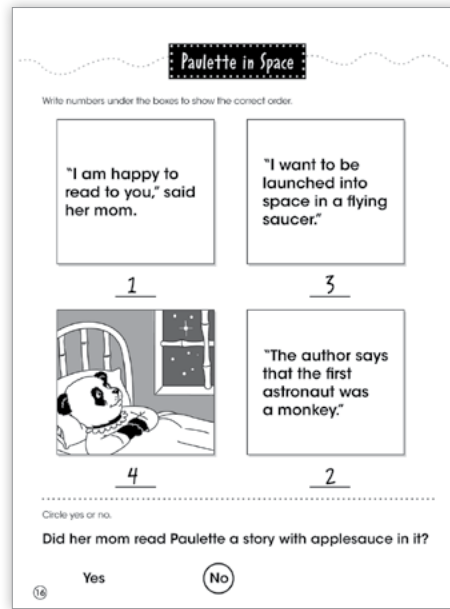 Paulette in Space
Write numbers under the boxes to show the correct order.
"I am happy to
read to you," said
her mom.
1
"I want to be
launched into
space in a flying
saucer."
3
4
"The author says
that the first
astronaut was
a monkey."
2
Circle yes or no.
Did her mom read Paulette a story with applesauce in it?
Yes No
16